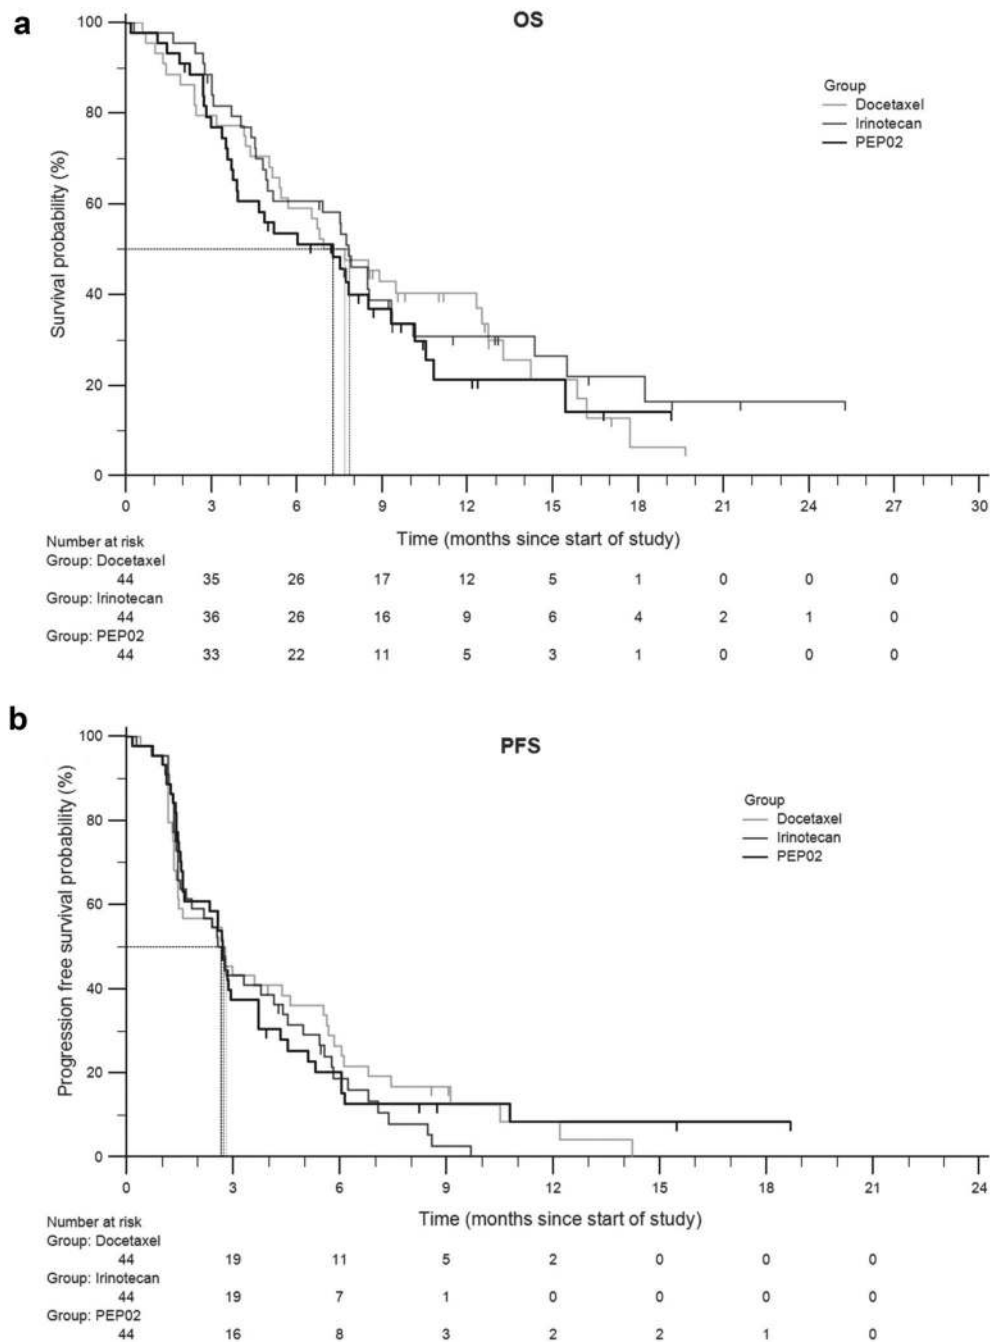 a
OS
100
80
60
40
20
0
Survival probability (%)
Group
Docetaxel
Irinotecan
PEP02
0 3 6 9 12 15 18 21 24 27 30
Time (months since start of study)
Number at risk
Group: Docetaxel
44 35 26 17 12 5 1 0 0 0
Group: Irinotecan
44 36 26 16 9 6 4 2 1 0
Group: PEP02
44 33 22 11 5 3 1 0 0 0
b
PFS
100
80
60
40
20
0
Progression free survival probability (%)
Group
Docetaxel
Irinotecan
PEP02
0 3 6 9 12 15 18 21 24
Time (months since start of study)
Number at risk
Group: Docetaxel
44 19 11 5 2 0 0 0
Group: Irinotecan
44 19 7 1 0 0 0 0
Group: PEP02
44 16 8 3 2 2 1 0